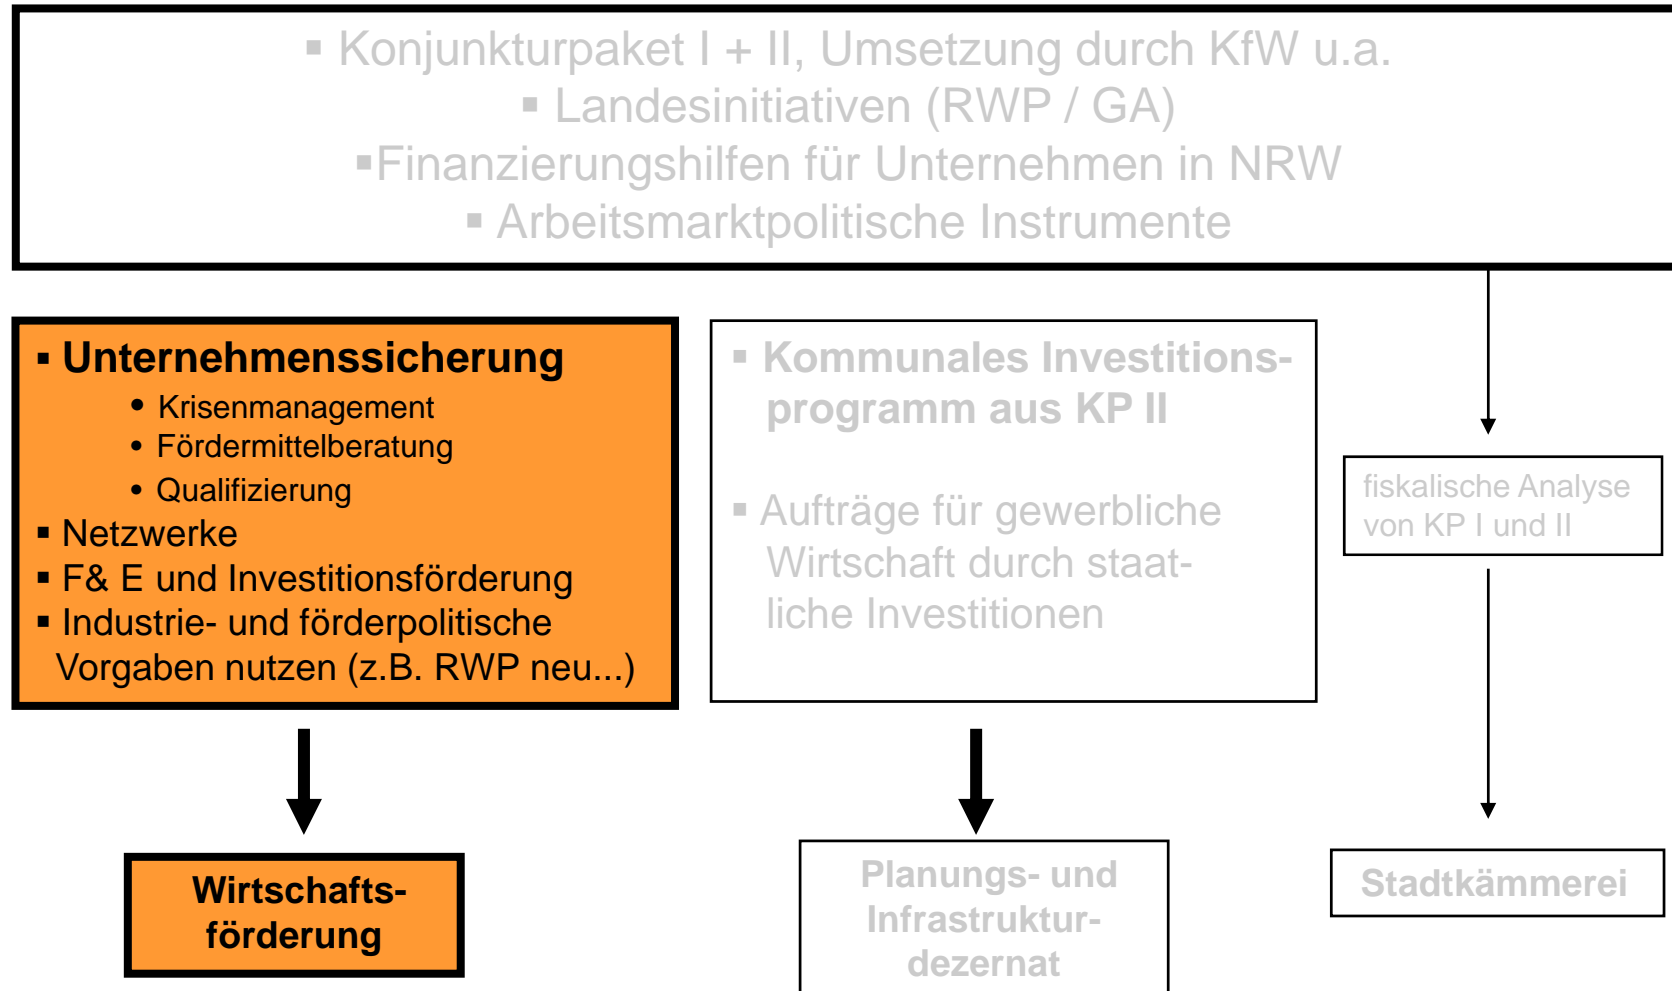 ▪ Konjunkturpaket I + II, Umsetzung durch KfW u.a.
▪ Landesinitiativen (RWP / GA)
▪Finanzierungshilfen für Unternehmen in NRW
▪ Arbeitsmarktpolitische Instrumente
▪ Unternehmenssicherung
• Krisenmanagement
• Fördermittelberatung
• Qualifizierung
▪ Netzwerke
▪ F& E und Investitionsförderung
▪ Industrie- und förderpolitische
Vorgaben nutzen (z.B. RWP neu...)
▪ Kommunales Investitions-
programm aus KP II
▪ Aufträge für gewerbliche
Wirtschaft durch staat-
liche Investitionen
fiskalische Analyse
von KP I und II
Wirtschafts-
förderung
Planungs- und
Infrastruktur-
dezernat
Stadtkämmerei